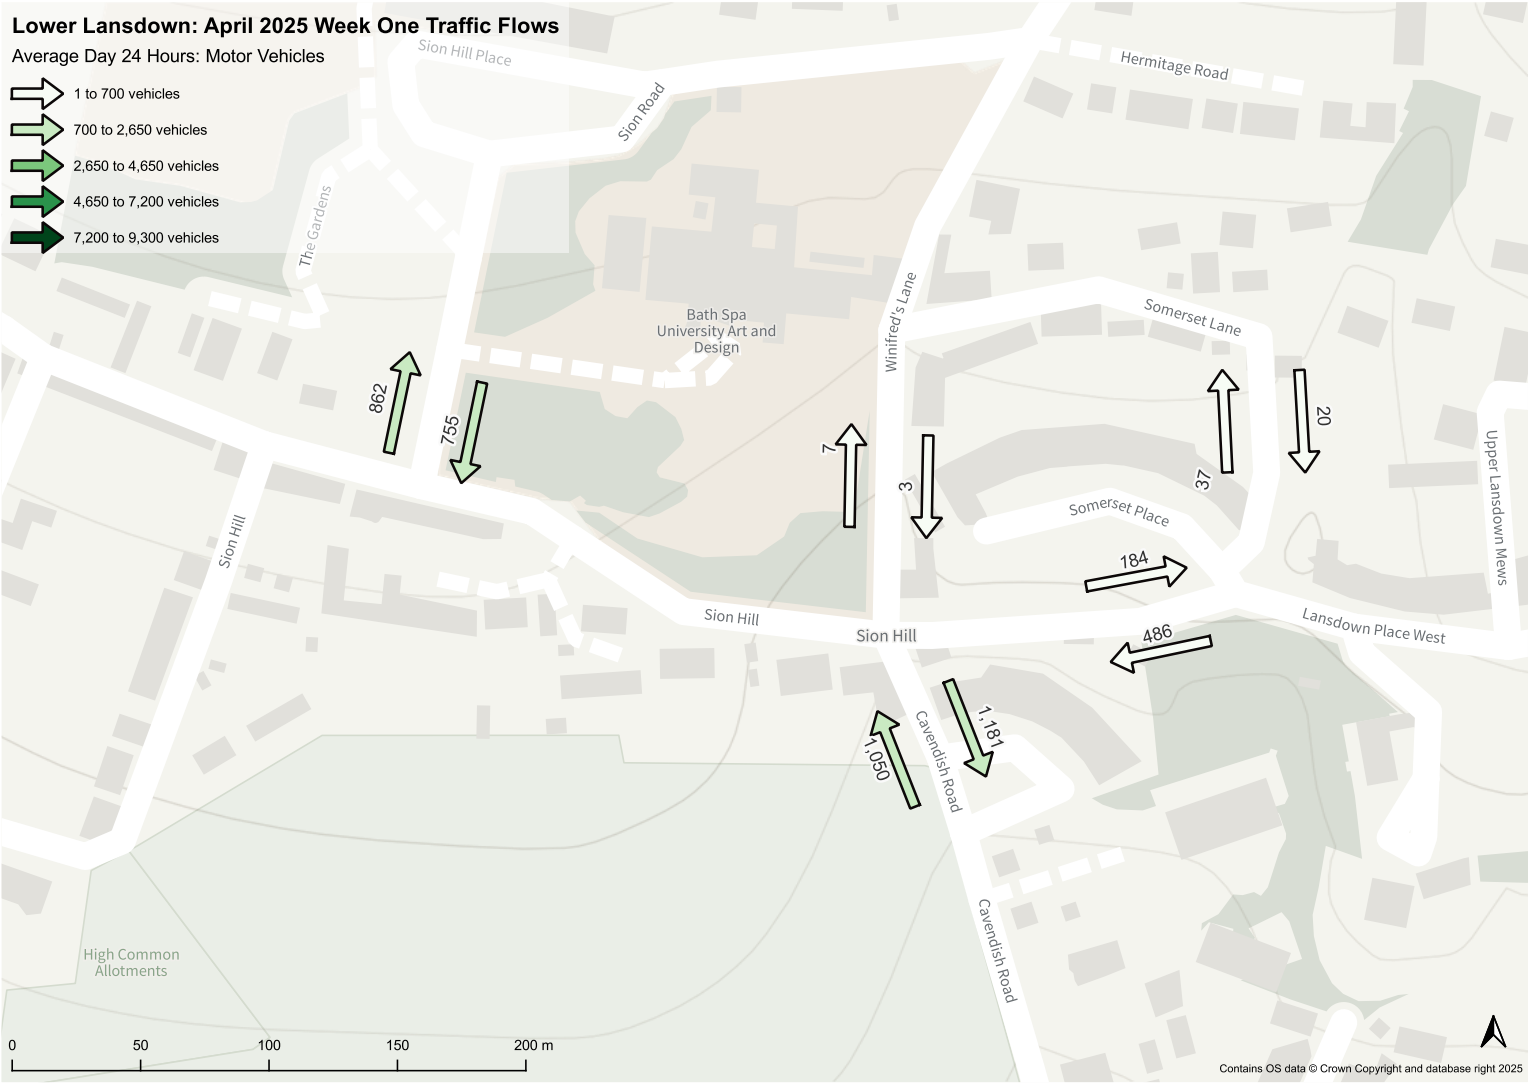 Lower Lansdown: April 2025 Week One Traffic Flows
Average Day 24 Hours: Motor Vehicles
1 to 700 vehicles
700 to 2,650 vehicles
2,650 to 4,650 vehicles
4,650 to 7,200 vehicles
7,200 to 9,300 vehicles
Sion Hill Place
Sion Road
Hermitage Road
The Gardens
Winifred's Lane
Somerset Lane
Bath Spa
University Art and
Design
862
755
7
3
37
20
Upper Lansdown Mews
Somerset Place
Sion Hill
184
Sion Hill
Sion Hill
486
Lansdown Place West
1,050
1,181
Cavendish Road
Cavendish Road
High Common
Allotments
0
50
100
150
200 m
Contains OS data © Crown Copyright and database right 2025